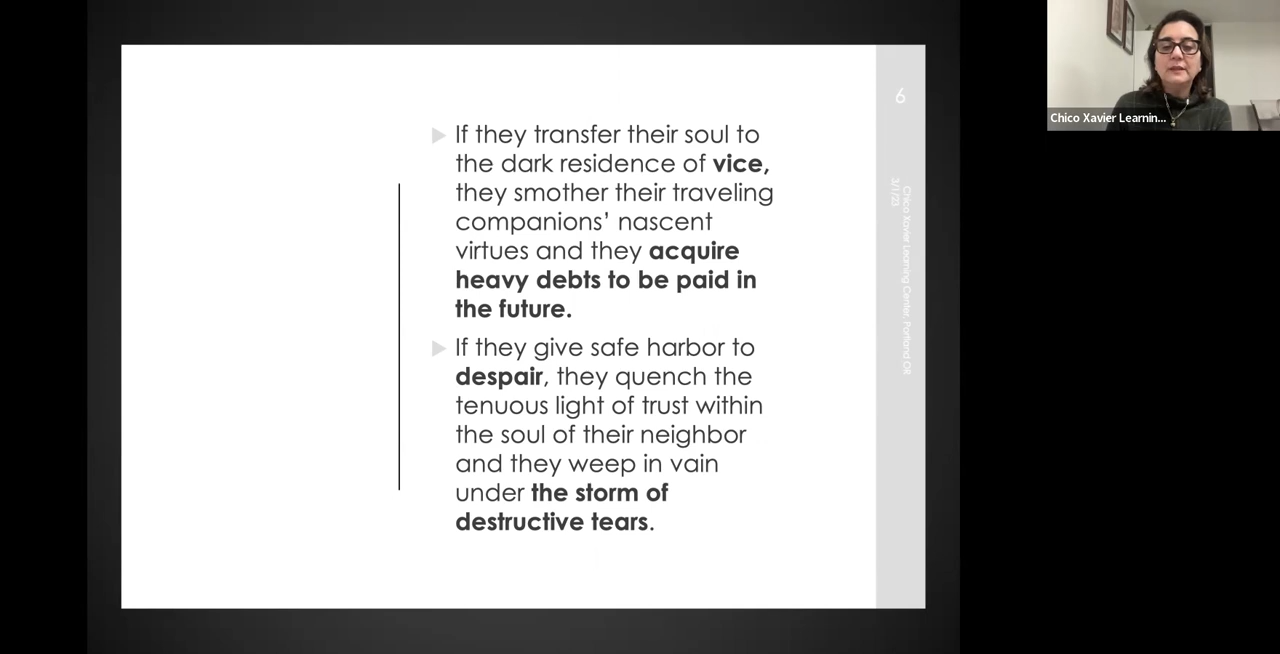 If they transfer their soul to
the dark residence of vice,
they smother their traveling
companions’ nascent
virtues and they acquire
heavy debts to be paid in
the future.
If they give safe harbor to
despair, they quench the
tenuous light of trust within
the soul of their neighbor
and they weep in vain
under the storm of
destructive tears.
6
3/1/23
Chico Xavier Learning Center, Portland OR
Chico Xavier Learnin...